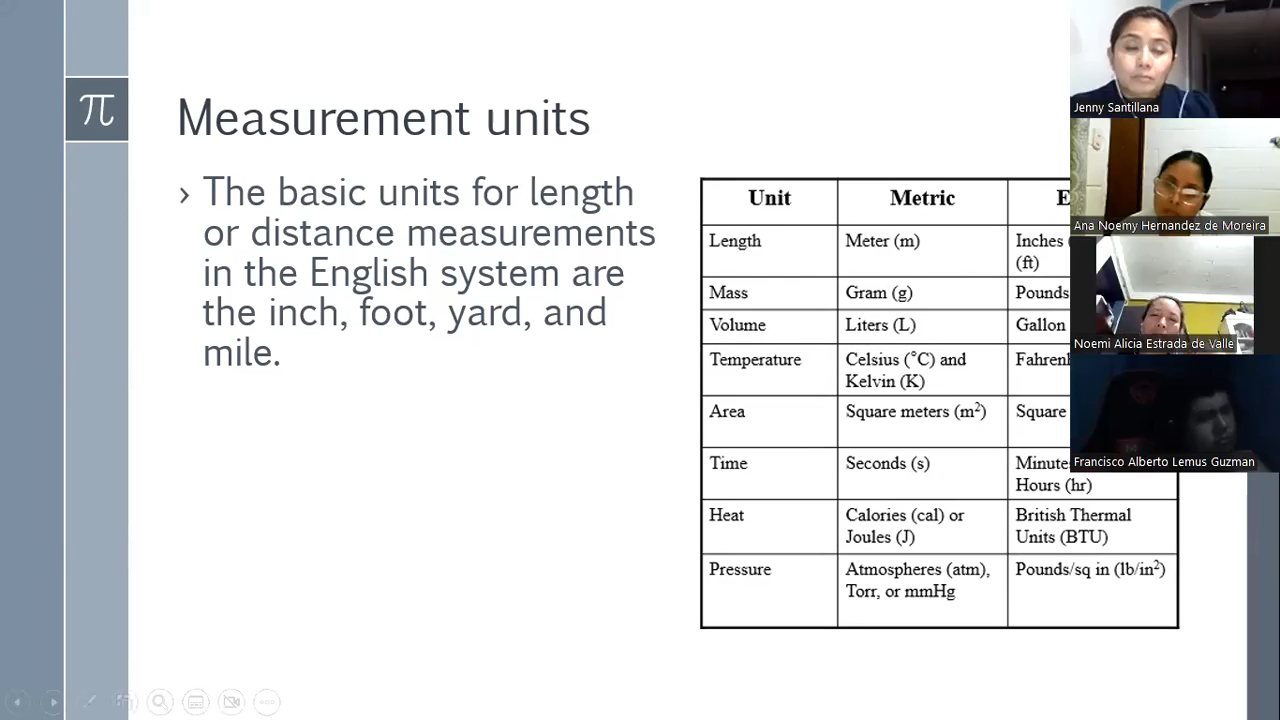 π
Measurement units
› The basic units for length
or distance measurements
in the English system are
the inch, foot, yard, and
mile.
Unit Metric
Length Meter (m) Inches
(ft)
Mass Gram (g) Pounds
Volume Liters (L) Gallon
Temperature Celsius (°C) and
Kelvin (K)
Area Square meters (m²) Square
Time Seconds (s)
Hours (hr)
Heat Calories (cal) or British Thermal
Joules (J) Units (BTU)
Pressure Atmospheres (atm), Pounds/sq in (lb/in²)
Torr, or mmHg
Jenny Santillana
Ana Noemy Hernandez de Moreira
Noemi Alicia Estrada de Valle
Francisco Alberto Lemus Guzman